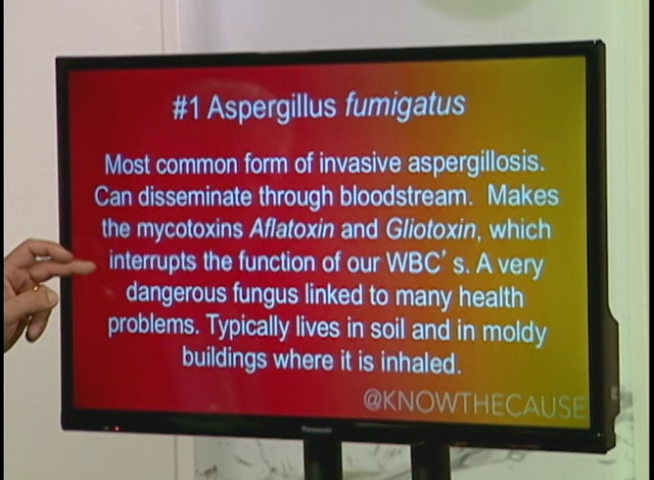 #1 Aspergillus fumigatus
Most common form of invasive aspergillosis.
Can disseminate through bloodstream. Makes
the mycotoxins Aflatoxin and Gliotoxin, which
interrupts the function of our WBC's. A very
dangerous fungus linked to many health
problems. Typically lives in soil and in moldy
buildings where it is inhaled.
@KNOWTHECAUSE
Panasonic